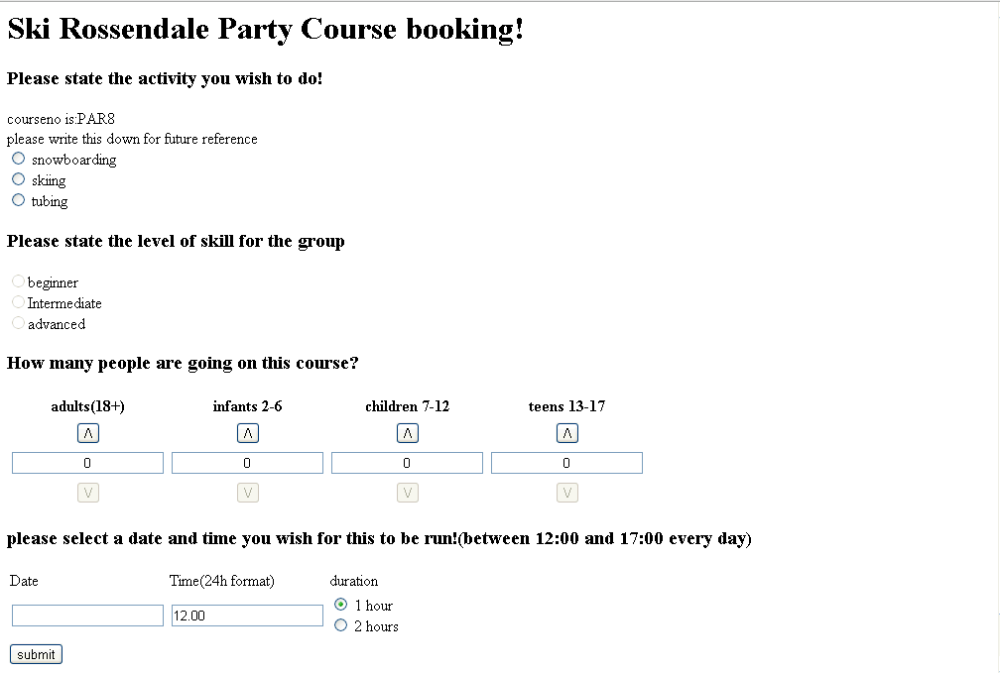 Ski Rossendale Party Course booking!
Please state the activity you wish to do!
courseno is:PAR8
please write this down for future reference
snowboarding
skiing
tubing
Please state the level of skill for the group
beginner
Intermediate
advanced
How many people are going on this course?
adults(18+) infants 2-6 children 7-12 teens 13-17
Λ Λ Λ Λ
0 0 0 0
V V V V
please select a date and time you wish for this to be run!(between 12:00 and 17:00 every day)
Date Time(24h format) duration
12.00 1 hour
2 hours
submit